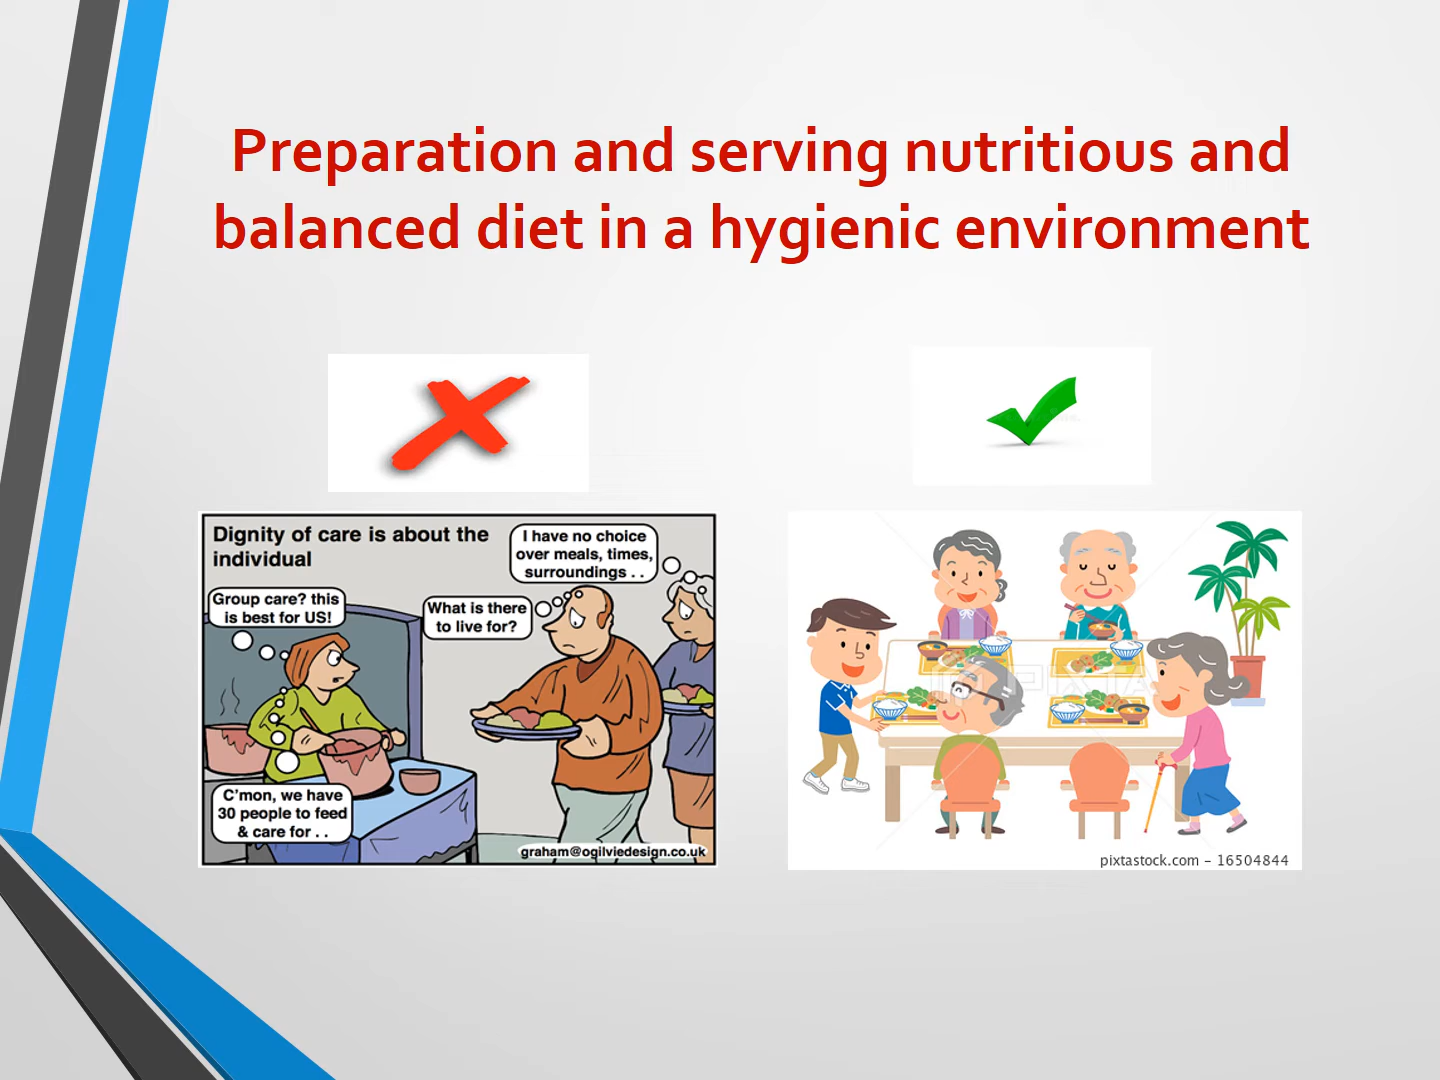 Preparation and serving nutritious and
balanced diet in a hygienic environment
Dignity of care is about the
individual
I have no choice
over meals, times,
surroundings . .
Group care? this
is best for US!
What is there
to live for?
C'mon, we have
30 people to feed
& care for . .
graham@ogilviedesign.co.uk
PIXTA
pixtastock.com – 16504844